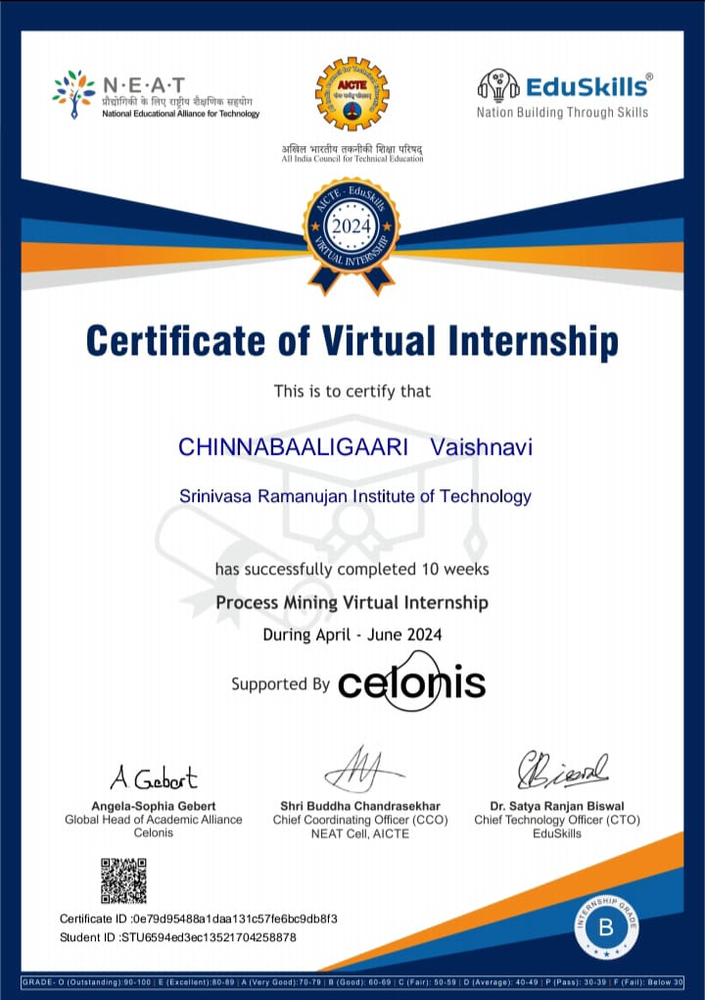 N·E·A·T
प्रौद्योगिकी के लिए राष्ट्रीय शैक्षणिक सहयोग
National Educational Alliance for Technology
AICTE
अखिल भारतीय तकनीकी शिक्षा परिषद्
All India Council for Technical Education
EduSkills®
Nation Building Through Skills
AICTE - EduSkills
2024
VIRTUAL INTERNSHIP
Certificate of Virtual Internship
This is to certify that
CHINNABAALIGAARI Vaishnavi
Srinivasa Ramanujan Institute of Technology
has successfully completed 10 weeks
Process Mining Virtual Internship
During April - June 2024
Supported By celonis
A. Gebert
Angela-Sophia Gebert
Global Head of Academic Alliance
Celonis
Shri Buddha Chandrasekhar
Chief Coordinating Officer (CCO)
NEAT Cell, AICTE
Dr. Satya Ranjan Biswal
Chief Technology Officer (CTO)
EduSkills
Certificate ID :0e79d95488a1daa131c57fe6bc9db8f3
Student ID :STU6594ed3ec13521704258878
INTERNSHIP GRADE
B
GRADE- O (Outstanding):90-100 | E (Excellent):80-89 | A (Very Good):70-79 | B (Good): 60-69 | C (Fair): 50-59 | D (Average): 40-49 | P (Pass): 30-39 | F (Fail): Below 30